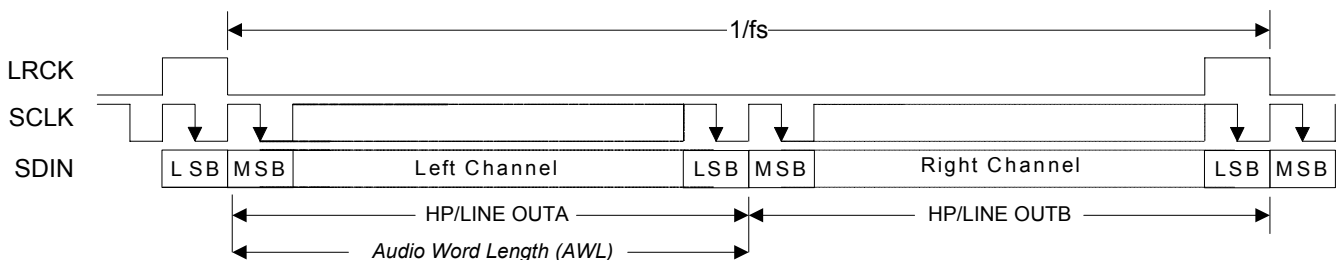 1/fs
LRCK
SCLK
SDIN LSB MSB Left Channel LSB MSB Right Channel LSB MSB
HP/LINE OUTA HP/LINE OUTB
Audio Word Length (AWL)